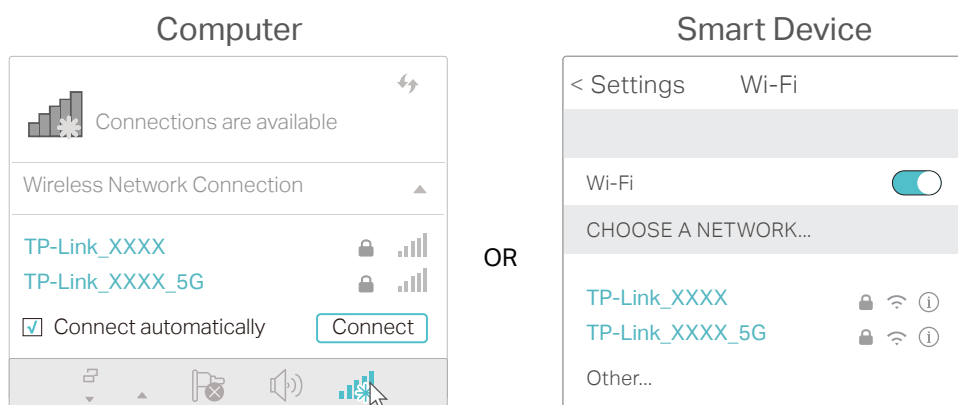 Computer
Connections are available
Wireless Network Connection
TP-Link_XXXX
TP-Link_XXXX_5G
Connect automatically
Connect
OR
Smart Device
< Settings Wi-Fi
Wi-Fi
CHOOSE A NETWORK...
TP-Link_XXXX
TP-Link_XXXX_5G
Other...